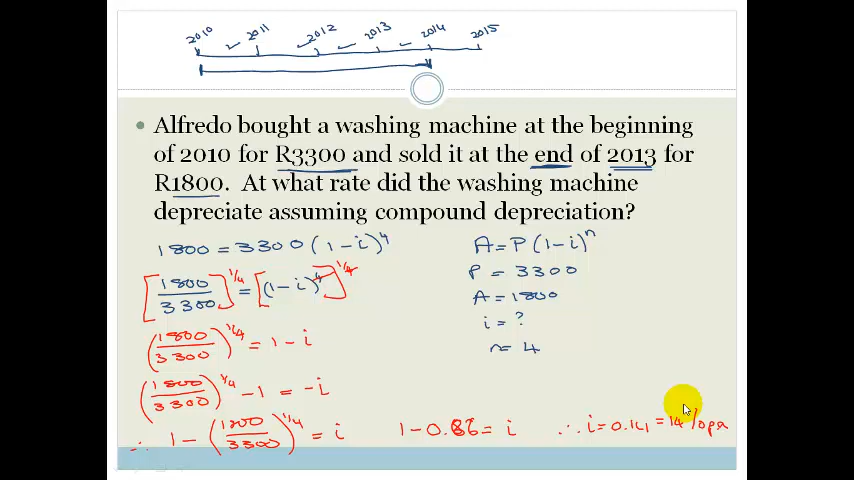 2010 2011 2012 2013 2014 2015
Alfredo bought a washing machine at the beginning
of 2010 for R3300 and sold it at the end of 2013 for
R1800. At what rate did the washing machine
depreciate assuming compound depreciation?
1800 = 3300 (1-i)^4
A = P(1-i)^n
[1800/3300]^1/4 = [(1-i)^4]^1/4
P = 3300
A = 1800
(1800/3300)^1/4 = 1-i
i = ?
n = 4
(1800/3300)^1/4 - 1 = -i
∴ 1 - (1800/3300)^1/4 = i
1 - 0.86 = i
∴ i = 0.141 = 14% pa